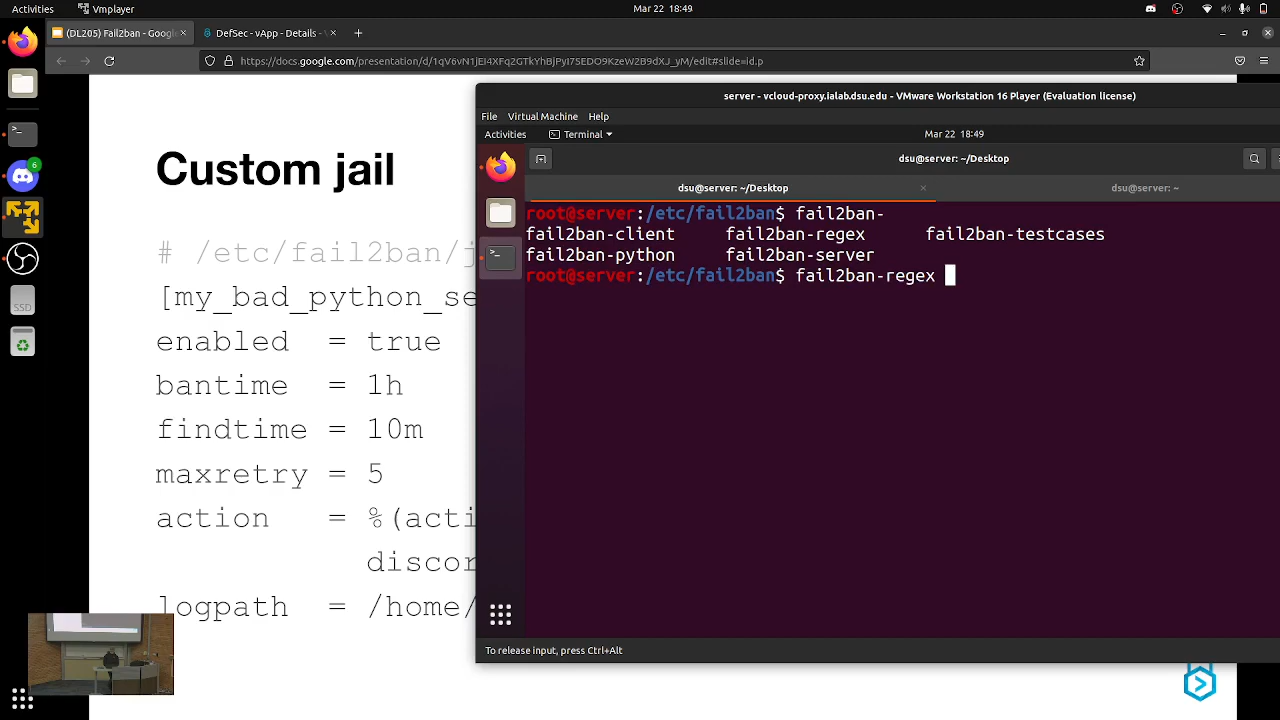 Activities
Vmplayer
Mar 22 18:49
(DL205) Fail2ban - Google
DefSec - vApp - Details -
https://docs.google.com/presentation/d/1qV6vN1jEI4XFq2GTkYhBJPyI7SEDO9KzeW2B9dXJ_yM/edit#slide=id.p
6
SSD
Custom jail
# /etc/fail2ban/j
[my_bad_python_se
enabled = true
bantime = 1h
findtime = 10m
maxretry = 5
action = %(acti
discor
logpath = /home/
server - vcloud-proxy.ialab.dsu.edu - VMware Workstation 16 Player (Evaluation license)
File Virtual Machine Help
Activities
Terminal
Mar 22 18:49
dsu@server: ~/Desktop
dsu@server: ~/Desktop
dsu@server: ~
root@server:/etc/fail2ban$ fail2ban-
fail2ban-client fail2ban-regex fail2ban-testcases
fail2ban-python fail2ban-server
root@server:/etc/fail2ban$ fail2ban-regex
To release input, press Ctrl+Alt